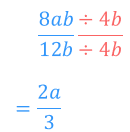 8ab ÷ 4b
12b ÷ 4b
= 2a
3